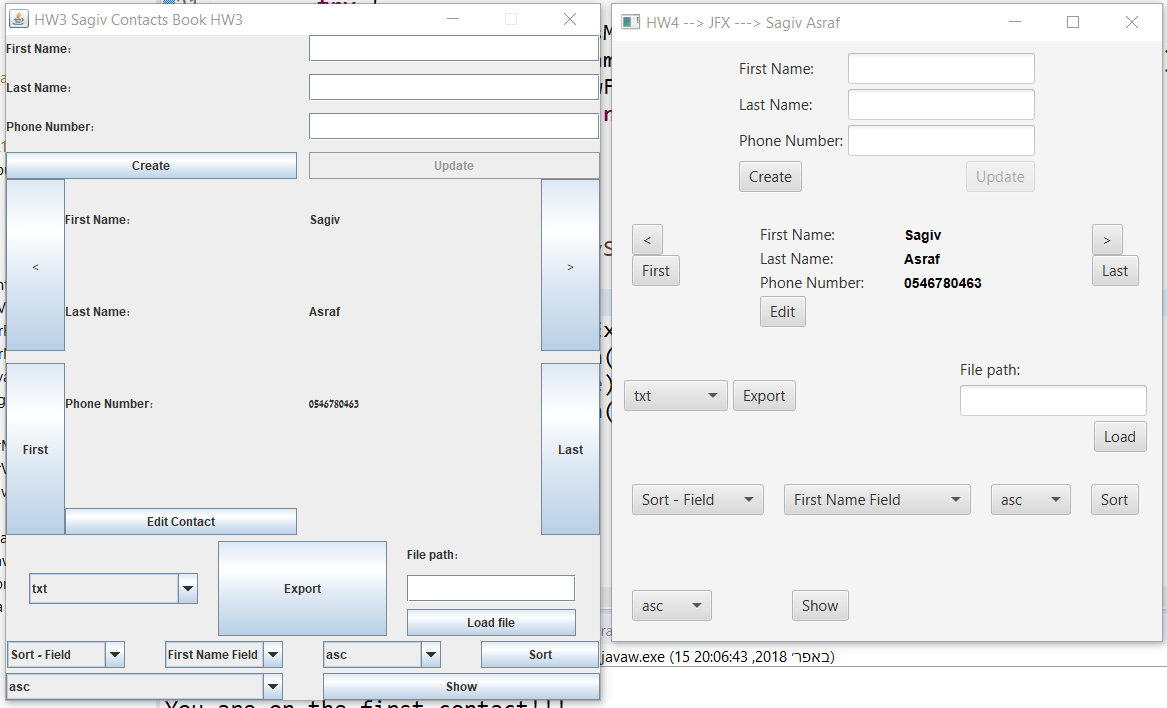 HW3 Sagiv Contacts Book HW3
First Name:
Last Name:
Phone Number:
Create
Update
<
First Name:
Sagiv
>
Last Name:
Asraf
First
Phone Number:
0546780463
Last
Edit Contact
txt
Export
File path:
Load file
Sort - Field
First Name Field
asc
Sort
asc
Show
HW4 --> JFX ---> Sagiv Asraf
First Name:
Last Name:
Phone Number:
Create
Update
<
First Name:
Sagiv
>
First
Last Name:
Asraf
Last
Phone Number:
0546780463
Edit
File path:
txt
Export
Load
Sort - Field
First Name Field
asc
Sort
asc
Show
javaw.exe (15 באפר׳ 2018, 20:06:43)
You are on the first contact!!!